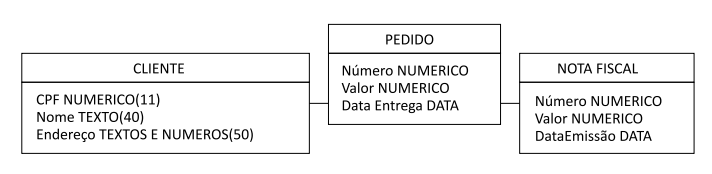 CLIENTE
CPF NUMERICO(11)
Nome TEXTO(40)
Endereço TEXTOS E NUMEROS(50)
PEDIDO
Número NUMERICO
Valor NUMERICO
Data Entrega DATA
NOTA FISCAL
Número NUMERICO
Valor NUMERICO
DataEmissão DATA